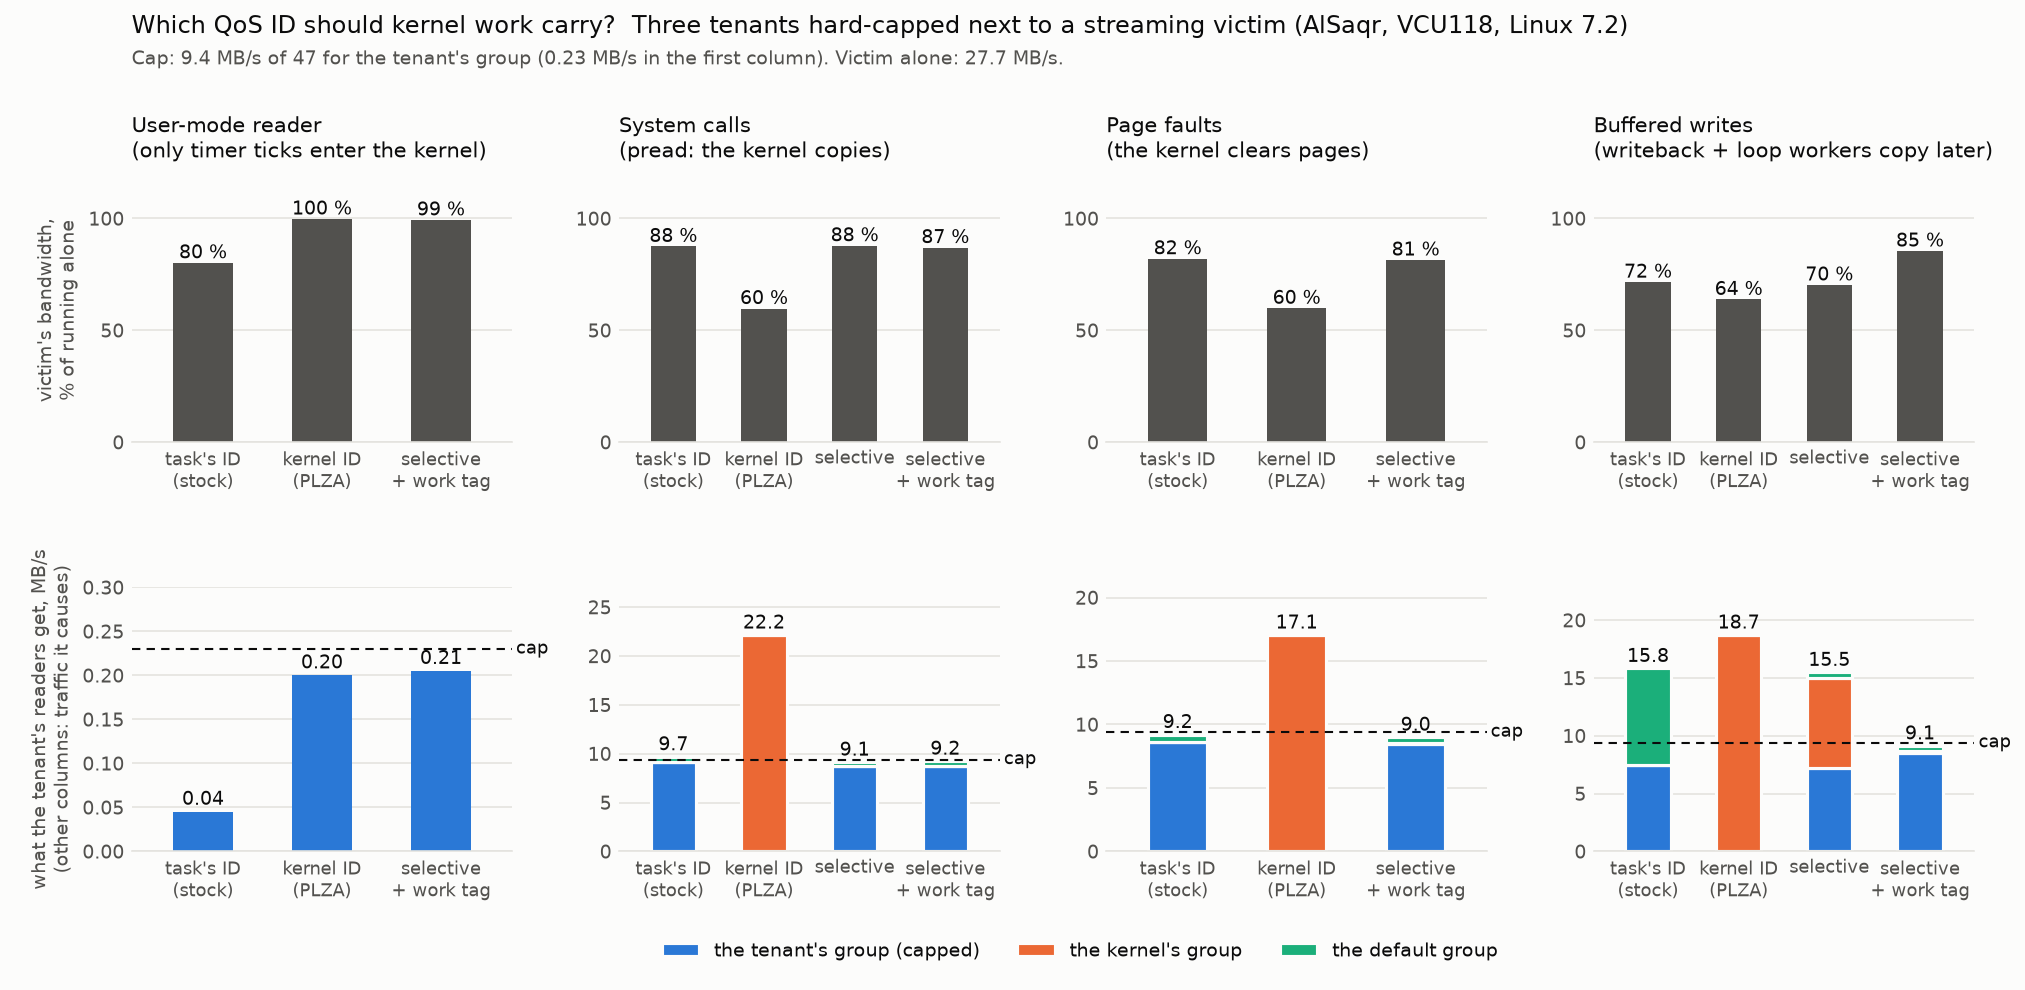 Which QoS ID should kernel work carry?  Three tenants hard-capped next to a streaming victim (AlSaqr, VCU118, Linux 7.2)
Cap: 9.4 MB/s of 47 for the tenant's group (0.23 MB/s in the first column). Victim alone: 27.7 MB/s.
User-mode reader
(only timer ticks enter the kernel)
victim's bandwidth,
% of running alone
100
50
0
80 %
100 %
99 %
task's ID
(stock)
kernel ID
(PLZA)
selective
+ work tag
System calls
(pread: the kernel copies)
100
50
0
88 %
60 %
88 %
87 %
task's ID
(stock)
kernel ID
(PLZA)
selective
selective
+ work tag
Page faults
(the kernel clears pages)
100
50
0
82 %
60 %
81 %
task's ID
(stock)
kernel ID
(PLZA)
selective
+ work tag
Buffered writes
(writeback + loop workers copy later)
100
50
0
72 %
64 %
70 %
85 %
task's ID
(stock)
kernel ID
(PLZA)
selective
selective
+ work tag
what the tenant's readers get, MB/s
(other columns: traffic it causes)
0.30
0.25
0.20
0.15
0.10
0.05
0.00
cap
0.04
0.20
0.21
task's ID
(stock)
kernel ID
(PLZA)
selective
+ work tag
25
20
15
10
5
0
cap
9.7
22.2
9.1
9.2
task's ID
(stock)
kernel ID
(PLZA)
selective
selective
+ work tag
20
15
10
5
0
cap
9.2
17.1
9.0
task's ID
(stock)
kernel ID
(PLZA)
selective
+ work tag
20
15
10
5
0
cap
15.8
18.7
15.5
9.1
task's ID
(stock)
kernel ID
(PLZA)
selective
selective
+ work tag
the tenant's group (capped)
the kernel's group
the default group